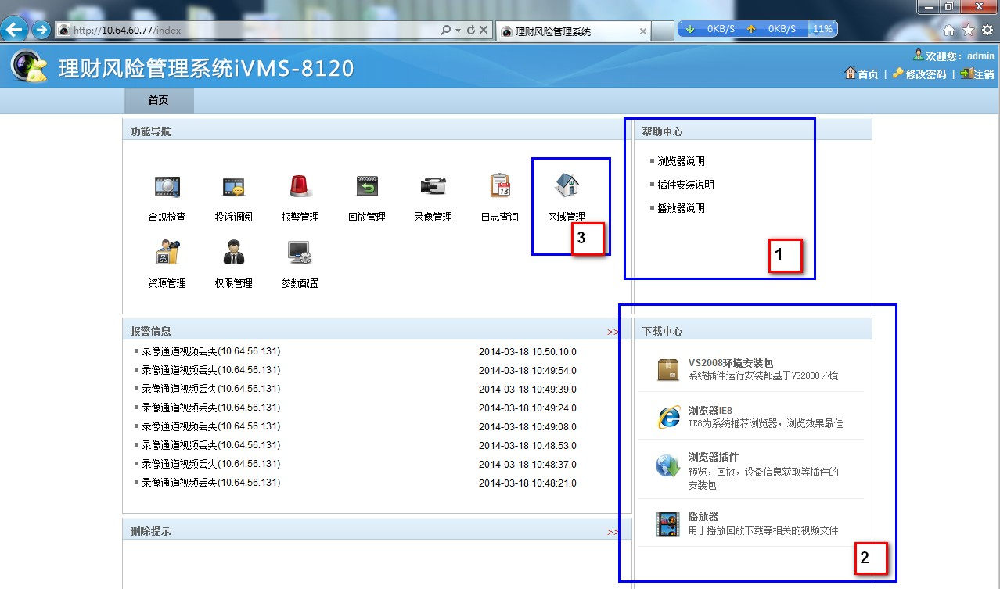 http://10.64.60.77/index
理财风险管理系统
0KB/S
0KB/S
11%
理财风险管理系统iVMS-8120
欢迎您：admin
首页 | 修改密码 | 注销
首页
功能导航
合规检查
投诉调阅
报警管理
回放管理
录像管理
日志查询
区域管理
3
资源管理
权限管理
参数配置
帮助中心
浏览器说明
插件安装说明
播放器说明
1
报警信息 >>
录像通道视频丢失(10.64.56.131) 2014-03-18 10:50:10.0
录像通道视频丢失(10.64.56.131) 2014-03-18 10:49:54.0
录像通道视频丢失(10.64.56.131) 2014-03-18 10:49:39.0
录像通道视频丢失(10.64.56.131) 2014-03-18 10:49:24.0
录像通道视频丢失(10.64.56.131) 2014-03-18 10:49:08.0
录像通道视频丢失(10.64.56.131) 2014-03-18 10:48:53.0
录像通道视频丢失(10.64.56.131) 2014-03-18 10:48:37.0
录像通道视频丢失(10.64.56.131) 2014-03-18 10:48:21.0
下载中心
VS2008环境安装包
系统插件运行安装都基于VS2008环境
浏览器IE8
IE8为系统推荐浏览器，浏览效果最佳
浏览器插件
预览，回放，设备信息获取等插件的
安装包
播放器
用于播放回放下载等相关的视频文件
2
删除提示 >>